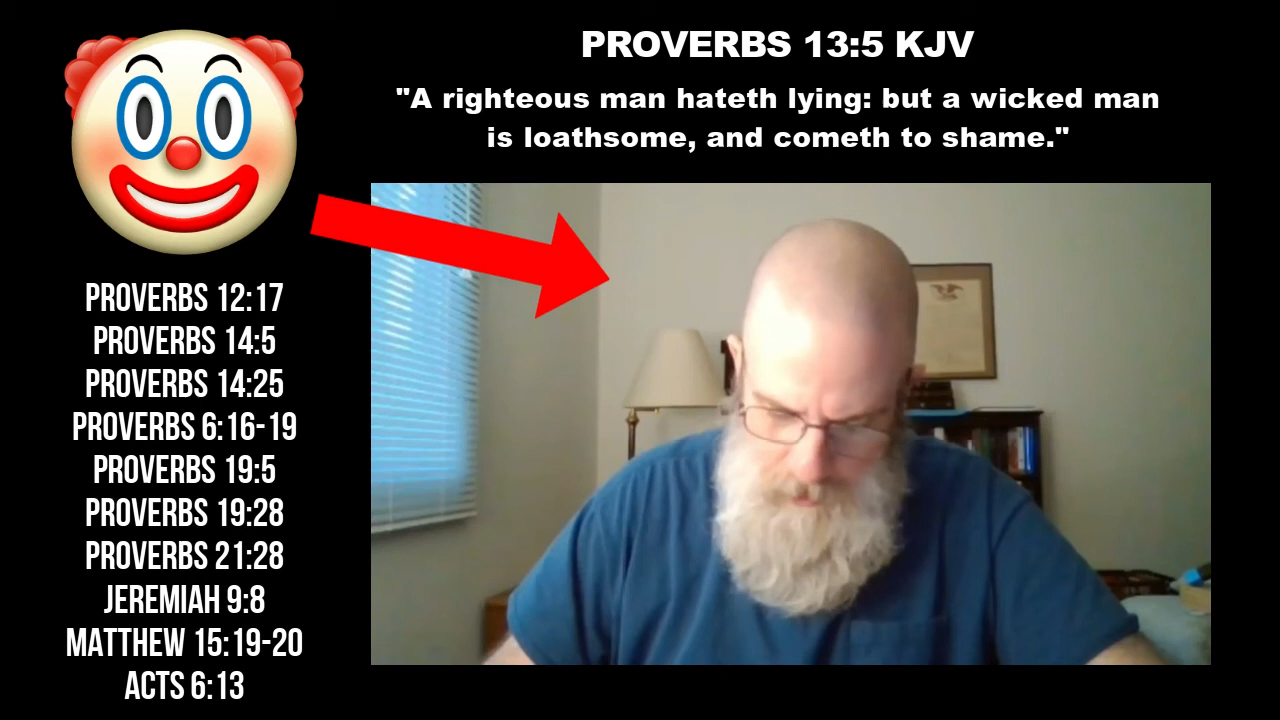 PROVERBS 13:5 KJV
"A righteous man hateth lying: but a wicked man
is loathsome, and cometh to shame."
PROVERBS 12:17
PROVERBS 14:5
PROVERBS 14:25
PROVERBS 6:16-19
PROVERBS 19:5
PROVERBS 19:28
PROVERBS 21:28
JEREMIAH 9:8
MATTHEW 15:19-20
ACTS 6:13